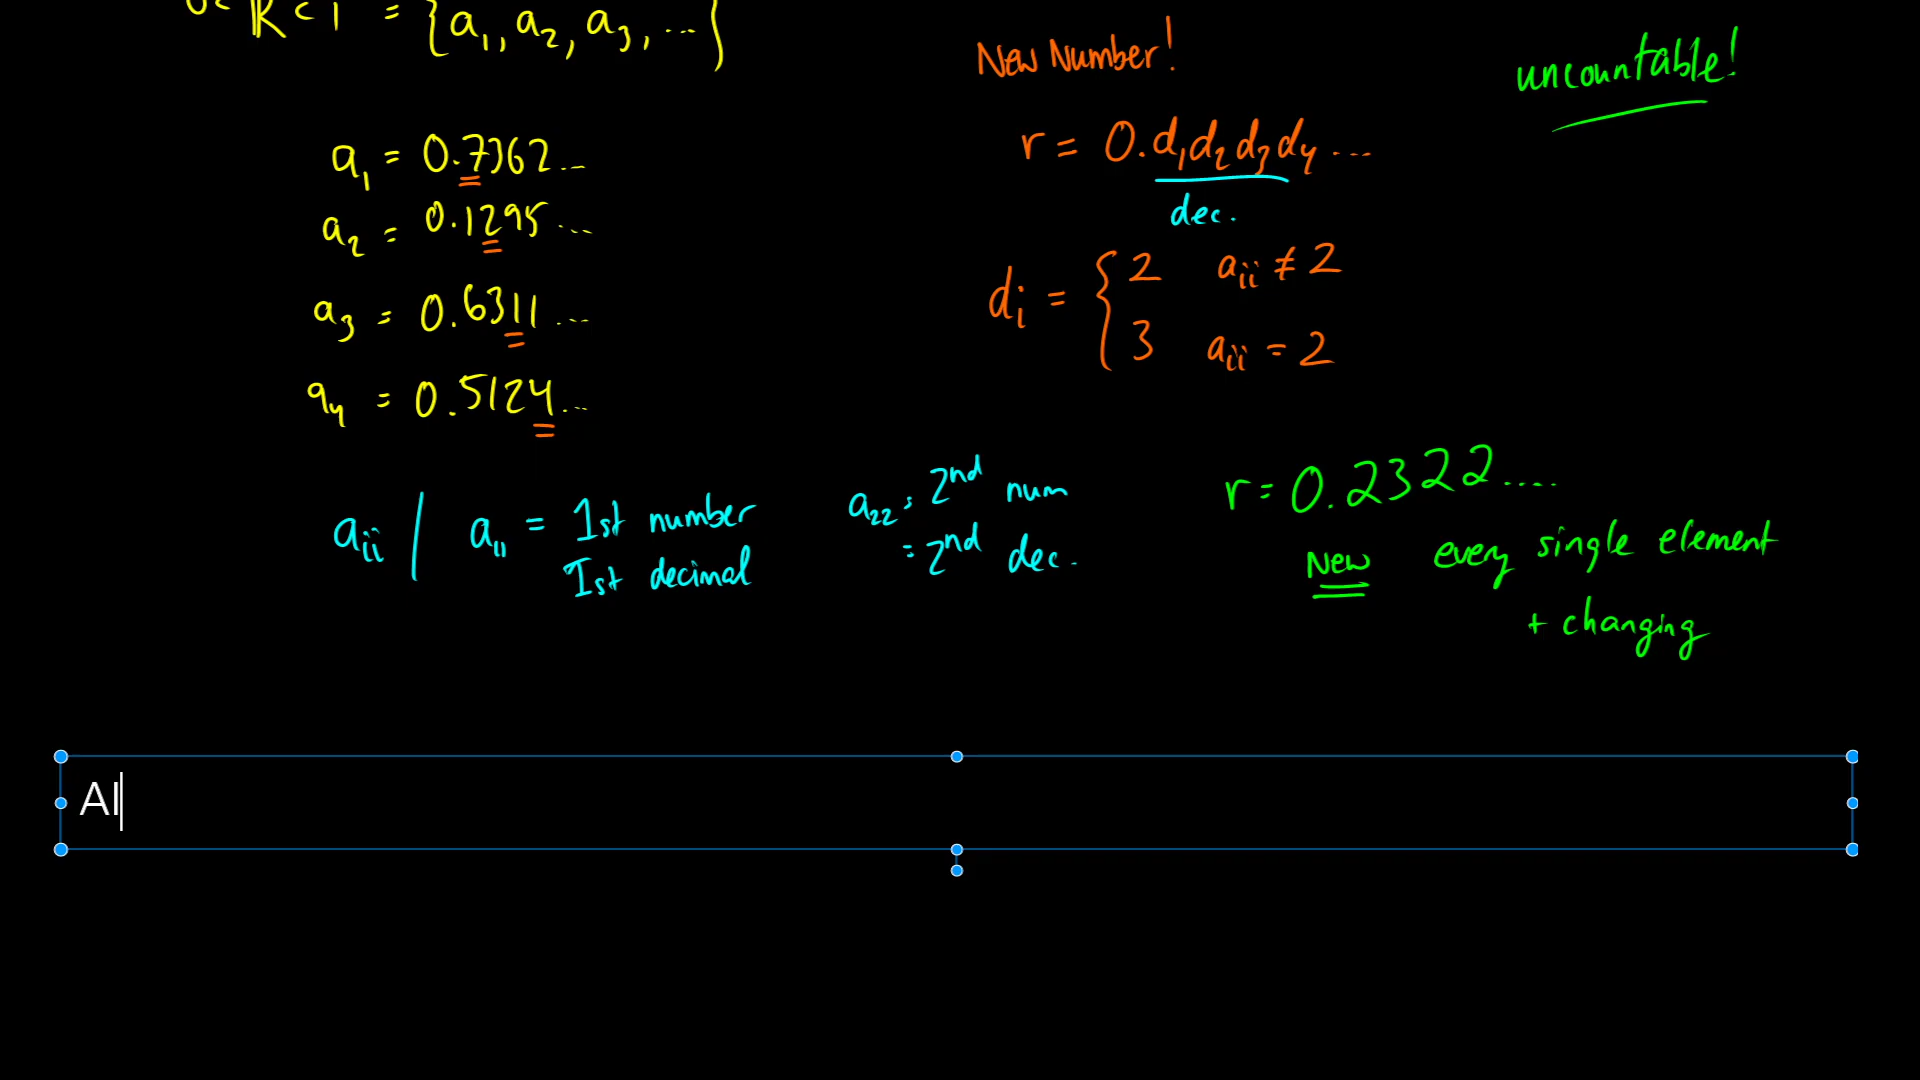 0< ℝ < 1 = {a₁, a₂, a₃, ...}
New Number!
uncountable!
a₁ = 0.7362...
r = 0.d₁d₂d₃d₄...
dec.
a₂ = 0.1295...
dᵢ = { 2 aᵢᵢ ≠ 2
3 aᵢᵢ = 2
a₃ = 0.6311...
a₄ = 0.5124...
aᵢᵢ | a₁₁ = 1st number
1st decimal
a₂₂ = 2nd num
= 2nd dec.
r = 0.2322....
New every single element
+ changing
Al